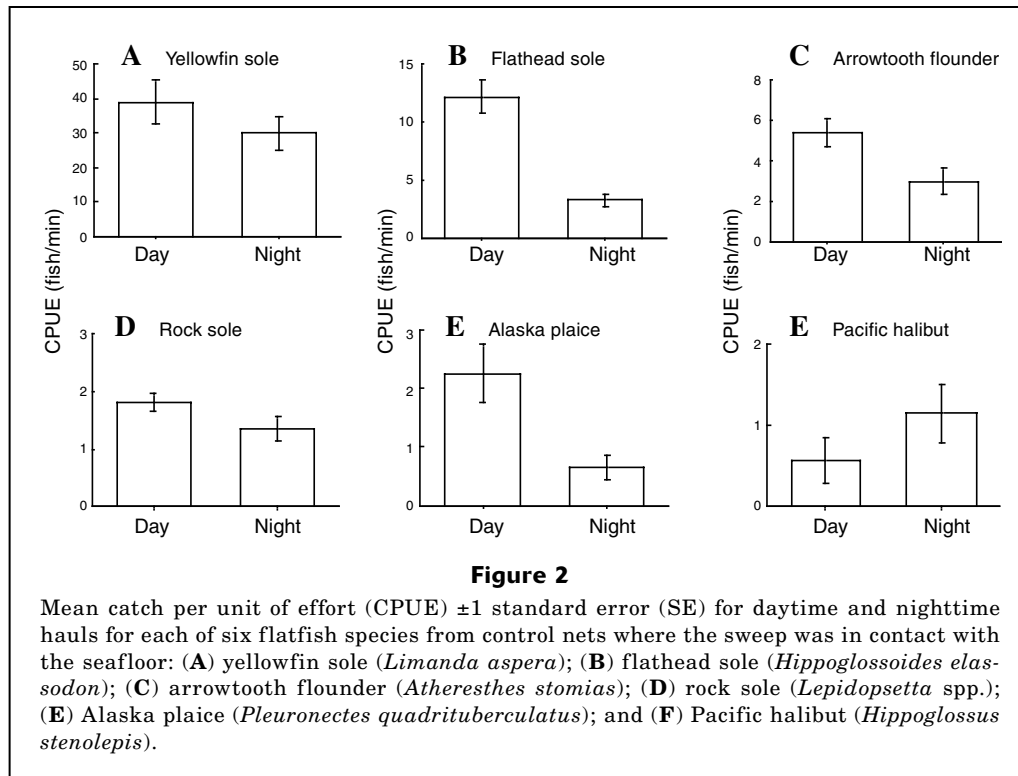 A Yellowfin sole
50
40
30
20
10
0
Day Night
B Flathead sole
15
10
5
0
Day Night
C Arrowtooth flounder
8
6
4
2
0
Day Night
CPUE (fish/min)
CPUE (fish/min)
CPUE (fish/min)
D Rock sole
3
2
1
0
Day Night
E Alaska plaice
3
2
1
0
Day Night
E Pacific halibut
2
1
0
Day Night
Figure 2
Mean catch per unit of effort (CPUE) ±1 standard error (SE) for daytime and nighttime
hauls for each of six flatfish species from control nets where the sweep was in contact with
the seafloor: (A) yellowfin sole (Limanda aspera); (B) flathead sole (Hippoglossoides elas-
sodon); (C) arrowtooth flounder (Atheresthes stomias); (D) rock sole (Lepidopsetta spp.);
(E) Alaska plaice (Pleuronectes quadrituberculatus); and (F) Pacific halibut (Hippoglossus
stenolepis).